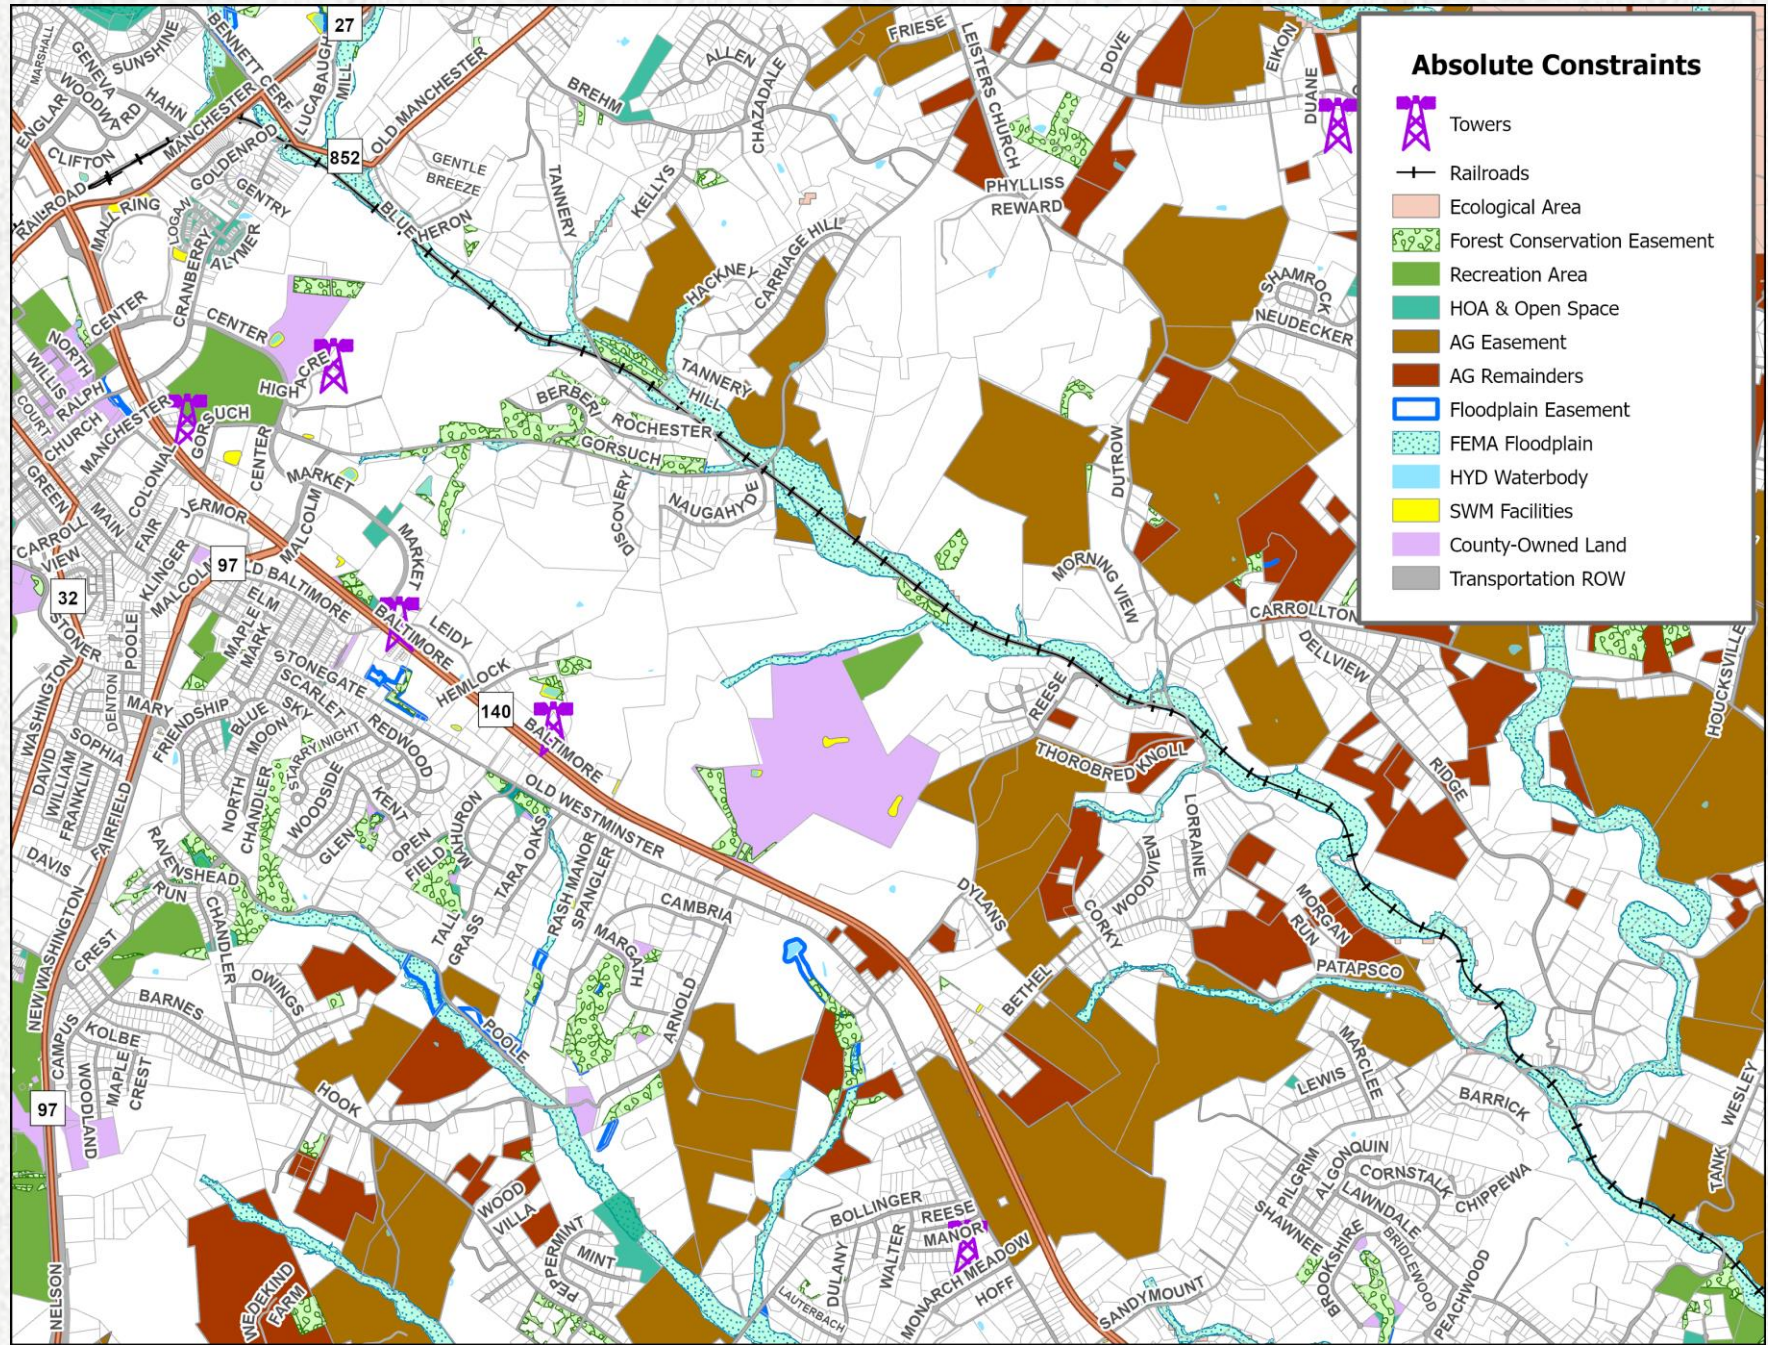 Absolute Constraints
Towers
Railroads
Ecological Area
Forest Conservation Easement
Recreation Area
HOA & Open Space
AG Easement
AG Remainders
Floodplain Easement
FEMA Floodplain
HYD Waterbody
SWM Facilities
County-Owned Land
Transportation ROW
27
MARSHALL
GENEVA
SUNSHINE
BENNETT CERF
LUCABAUGH
MILL
WOODWARD
HAHN
ENGLAR
CLIFTON
MANCHESTER
OLD MANCHESTER
GOLDENROD
852
RAILROAD
MALL RING
LOGAN
GENTRY
CRANBERRY
ALYMER
BLUE HERON
GENTLE BREEZE
TANNERY
KELLYS
BREHM
ALLEN
CHAZADALE
FRIESE
LEISTERS CHURCH
DOVE
EIKON
DUANE
PHYLLISS
REWARD
HACKNEY
CARRIAGE HILL
SHAMROCK
NEUDECKER
CENTER
CENTER
NORTH
WILLIS
RALPH
COURT
CHURCH
MANCHESTER
HIGH ACRE
GORSUCH
COLONIAL
GREEN
MAIN
CARROLL VIEW
FAIR
JERMOR
CENTER
MARKET
MALCOLM
MARKET
BERBERI
ROCHESTER
TANNERY HILL
GORSUCH
DISCOVERY
NAUGAHYDE
DUTROW
MORNING VIEW
CARROLLTON
DELLVIEW
HOUCKSVILLE
97
32
KLINGER
MALCOLM
LD BALTIMORE
ELM
MAPLE
MARK
STONER
POOLE
WASHINGTON
DENTON
MARY
FRIENDSHIP
STONEGATE
SCARLET
SKY
BALTIMORE
LEIDY
HEMLOCK
140
BALTIMORE
REDWOOD
STARRY NIGHT
BLUE
MOON
NORTH
CHANDLER
WOODSIDE
GLEN
KENT
OPEN FIELD
MAHURON
OLD WESTMINSTER
SOPHIA
DAVID
WILLIAM
FRANKLIN
FAIRFIELD
DAVIS
RAVENSHEAD
RUN
CHANDLER
CREST
TALL GRASS
TARA OAKS
RASH MANOR
SPANGLER
CAMBRIA
MARGATH
ARNOLD
REESE
THOROBRED KNOLL
LORRAINE
WOODVIEW
CORKY
DYLANS
BETHEL
RIDGE
MORGAN RUN
PATAPSCO
NEW WASHINGTON
BARNES
OWINGS
KOLBE
CAMPUS
WOODLAND
MAPLE CREST
97
HOOK
POOLE
MARCLEE
LEWIS
BARRICK
WESLEY
TANK
PILGRIM
ALGONQUIN
CORNSTALK
CHIPPEWA
LAWNDALE
SHAWNEE
BROOKSHIRE
BRIDLEWOOD
PEACHWOOD
WOOD VILLA
PEPPERMINT
MINT
BOLLINGER
REESE
MANOR
WALTER
DULANY
LAUTERBACH
MONARCH MEADOW
HOFF
SANDYMOUNT
NELSON
WEDEKIND FARM